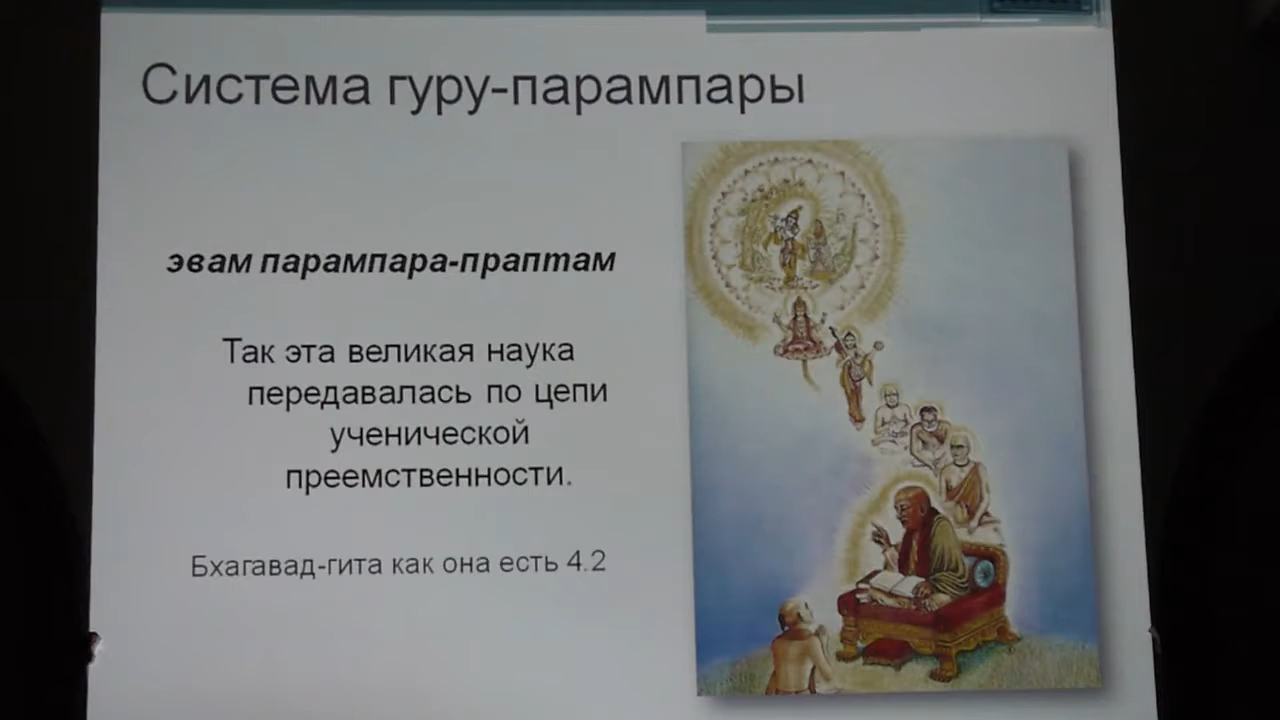 Система гуру-парампары
эвам парампара-праптам
Так эта великая наука
передавалась по цепи
ученической
преемственности.
Бхагавад-гита как она есть 4.2